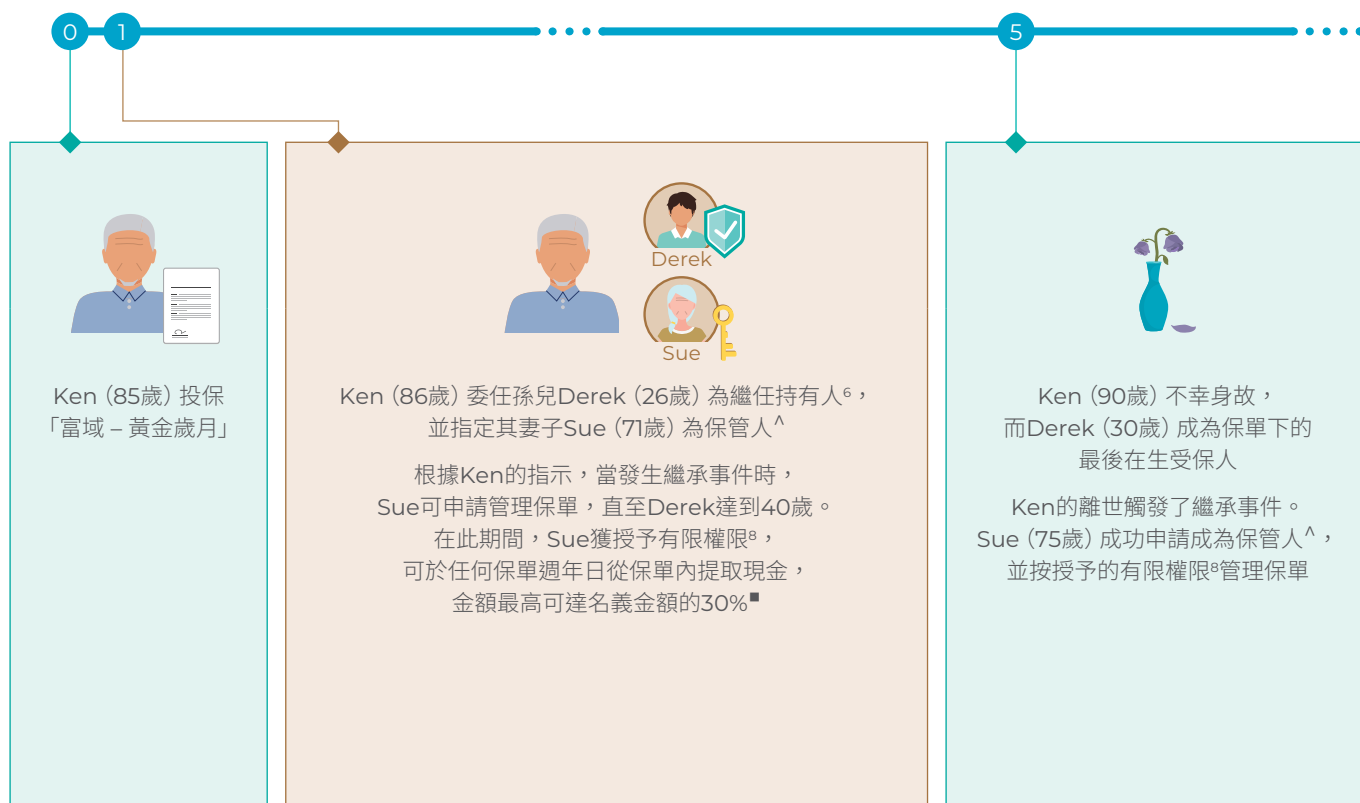 0
1
5
Ken（85歲）投保
「富域 – 黃金歲月」
Derek
Sue
Ken（86歲）委任孫兒Derek（26歲）為繼任持有人⁶，
並指定其妻子Sue（71歲）為保管人^
根據Ken的指示，當發生繼承事件時，
Sue可申請管理保單，直至Derek達到40歲。
在此期間，Sue獲授予有限權限⁸，
可於任何保單週年日從保單內提取現金，
金額最高可達名義金額的30%■
Ken（90歲）不幸身故，
而Derek（30歲）成為保單下的
最後在生受保人
Ken的離世觸發了繼承事件。
Sue（75歲）成功申請成為保管人^，
並按授予的有限權限⁸管理保單